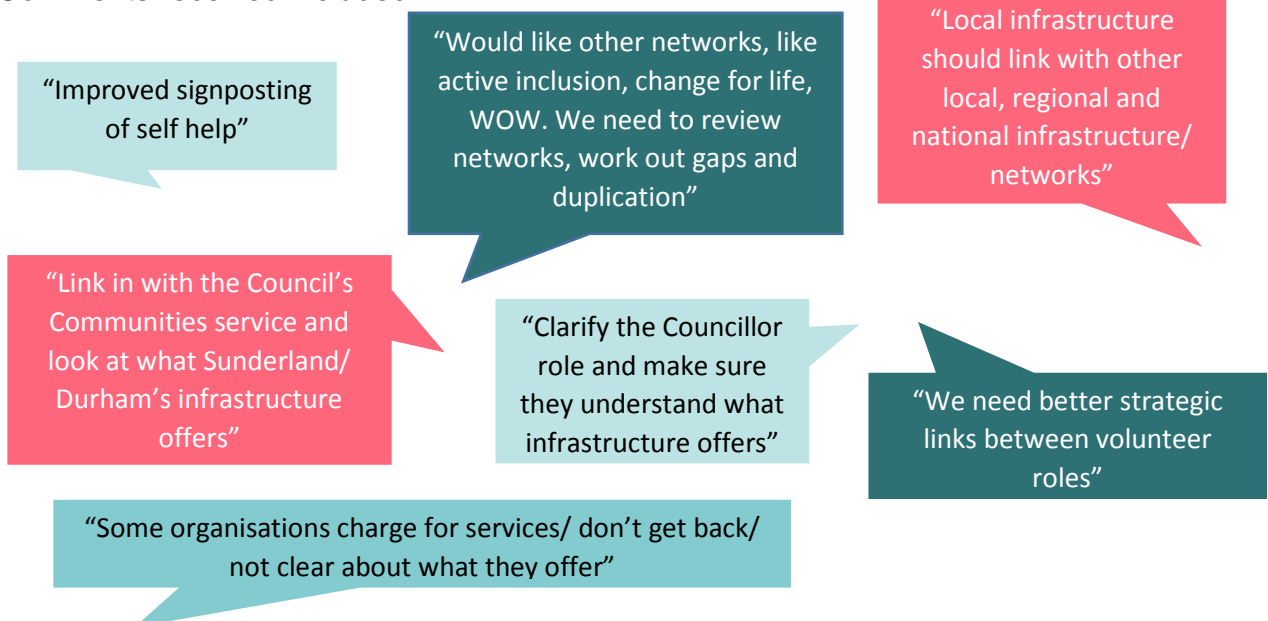 “Improved signposting
of self help”
“Would like other networks, like
active inclusion, change for life,
WOW. We need to review
networks, work out gaps and
duplication”
“Local infrastructure
should link with other
local, regional and
national infrastructure/
networks”
“Link in with the Council’s
Communities service and
look at what Sunderland/
Durham’s infrastructure
offers”
“Clarify the Councillor
role and make sure
they understand what
infrastructure offers”
“We need better strategic
links between volunteer
roles”
“Some organisations charge for services/ don’t get back/
not clear about what they offer”